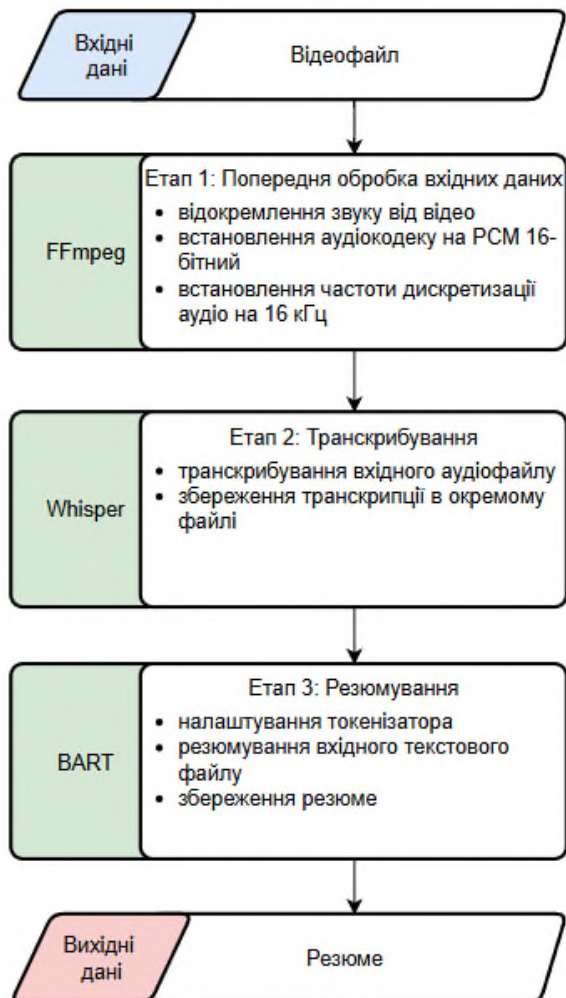 Вхідні
дані
Відеофайл
FFmpeg
Етап 1: Попередня обробка вхідних даних
• відокремлення звуку від відео
• встановлення аудіокодеку на PCM 16-
бітний
• встановлення частоти дискретизації
аудіо на 16 кГц
Whisper
Етап 2: Транскрибування
• транскрибування вхідного аудіофайлу
• збереження транскрипції в окремому
файлі
BART
Етап 3: Резюмування
• налаштування токенізатора
• резюмування вхідного текстового
файлу
• збереження резюме
Вихідні
дані
Резюме